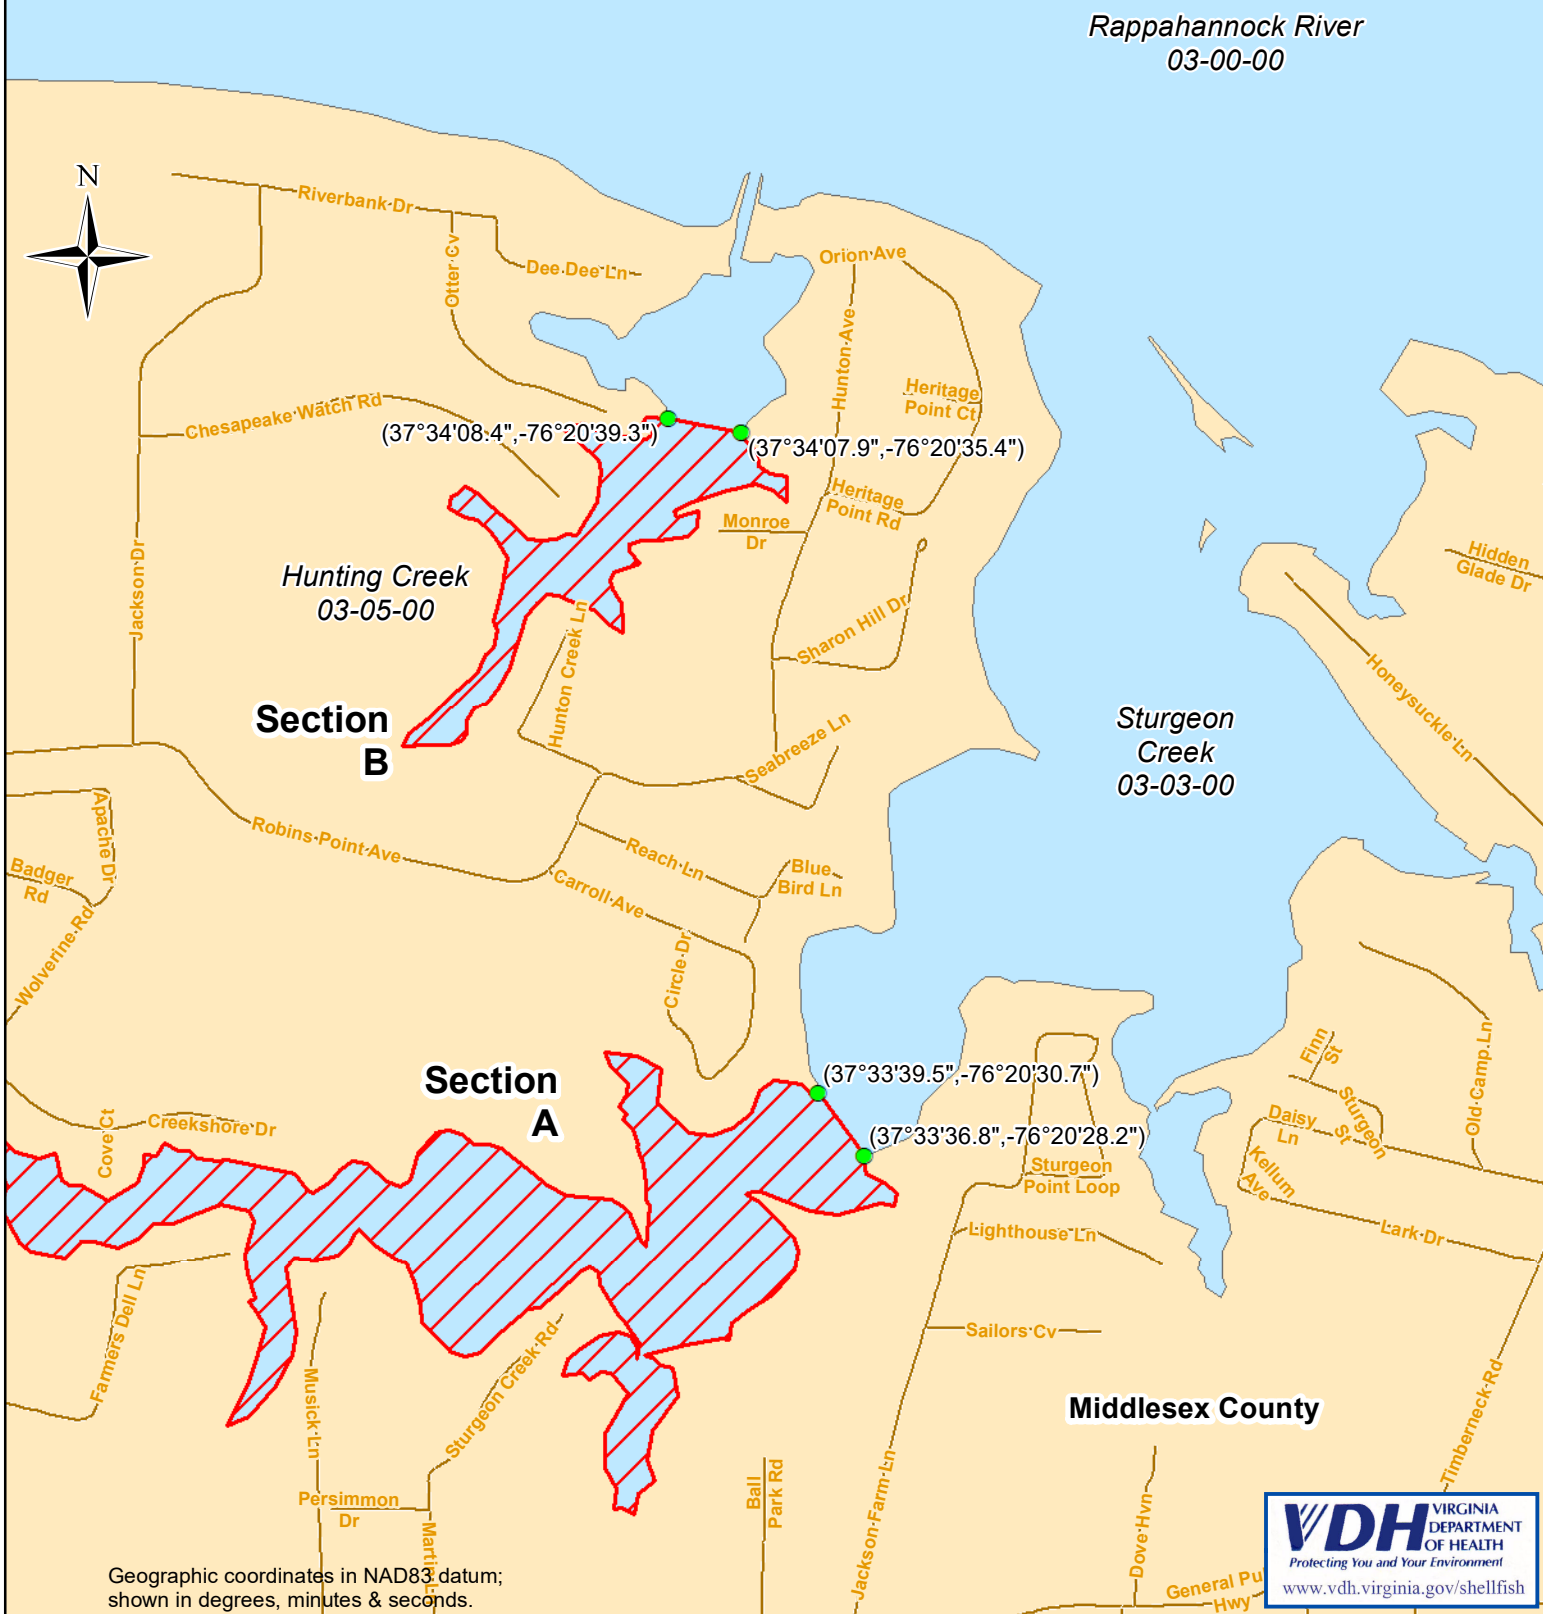 Rappahannock River
03-00-00
N
Riverbank Dr
Otter Cv
Dee Dee Ln
Orion Ave
Hunton Ave
Heritage
Point Ct
Chesapeake Watch Rd
(37°34'08.4",-76°20'39.3")
(37°34'07.9",-76°20'35.4")
Heritage
Point Rd
Monroe
Dr
Jackson Dr
Hunting Creek
03-05-00
Hunton Creek Ln
Sharon Hill Dr
Hidden
Glade Dr
Honeysuckle Ln
Section
B
Sturgeon
Creek
03-03-00
Seabreeze Ln
Apache Dr
Badger
Rd
Wolverine Rd
Robins Point Ave
Reach Ln
Blue
Bird Ln
Carroll Ave
Circle Dr
Section
A
(37°33'39.5",-76°20'30.7")
(37°33'36.8",-76°20'28.2")
Finn
St
Sturgeon
St
Old Camp Ln
Daisy
Ln
Kellum
Ave
Cove Ct
Creekshore Dr
Sturgeon
Point Loop
Lighthouse Ln
Lark Dr
Farmers Dell Ln
Musick Ln
Sturgeon Creek Rd
Sailors Cv
Middlesex County
Timberneck Rd
Persimmon
Dr
Ball
Park Rd
Jackson Farm Ln
Dove Hvn
General Pu
Hwy
Geographic coordinates in NAD83 datum;
shown in degrees, minutes & seconds.
VDH VIRGINIA
DEPARTMENT
OF HEALTH
Protecting You and Your Environment
www.vdh.virginia.gov/shellfish